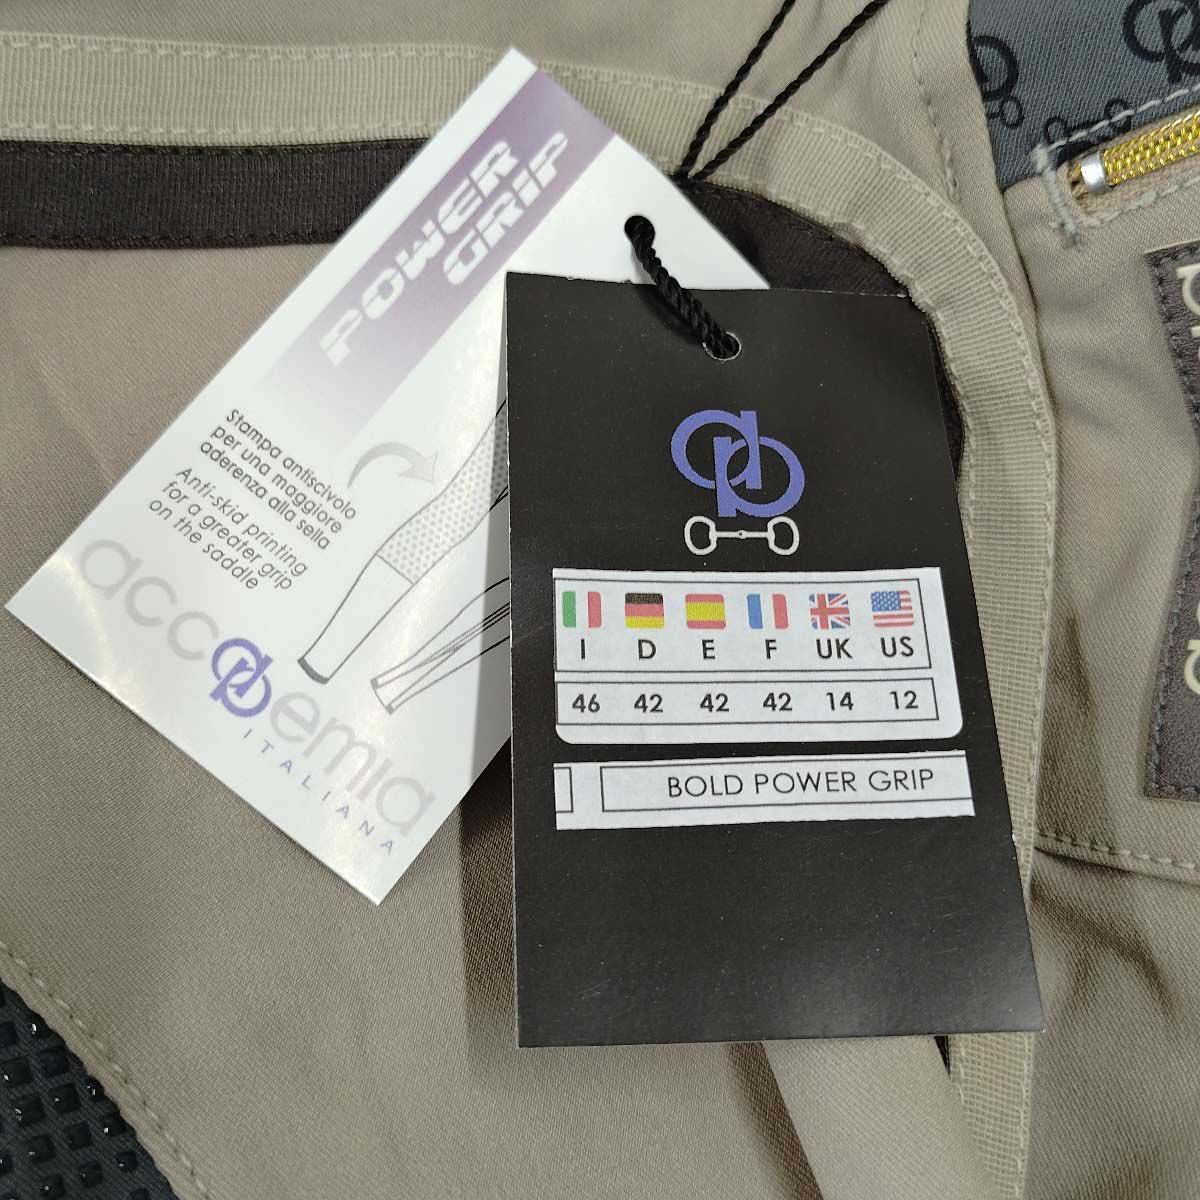 POWER
GRIP
Stampa antiscivolo
per una maggiore
aderenza alla sella
Anti-skid printing
for a greater grip
on the saddle
accademia
ITALIANA
I D E F UK US
46 42 42 42 14 12
BOLD POWER GRIP